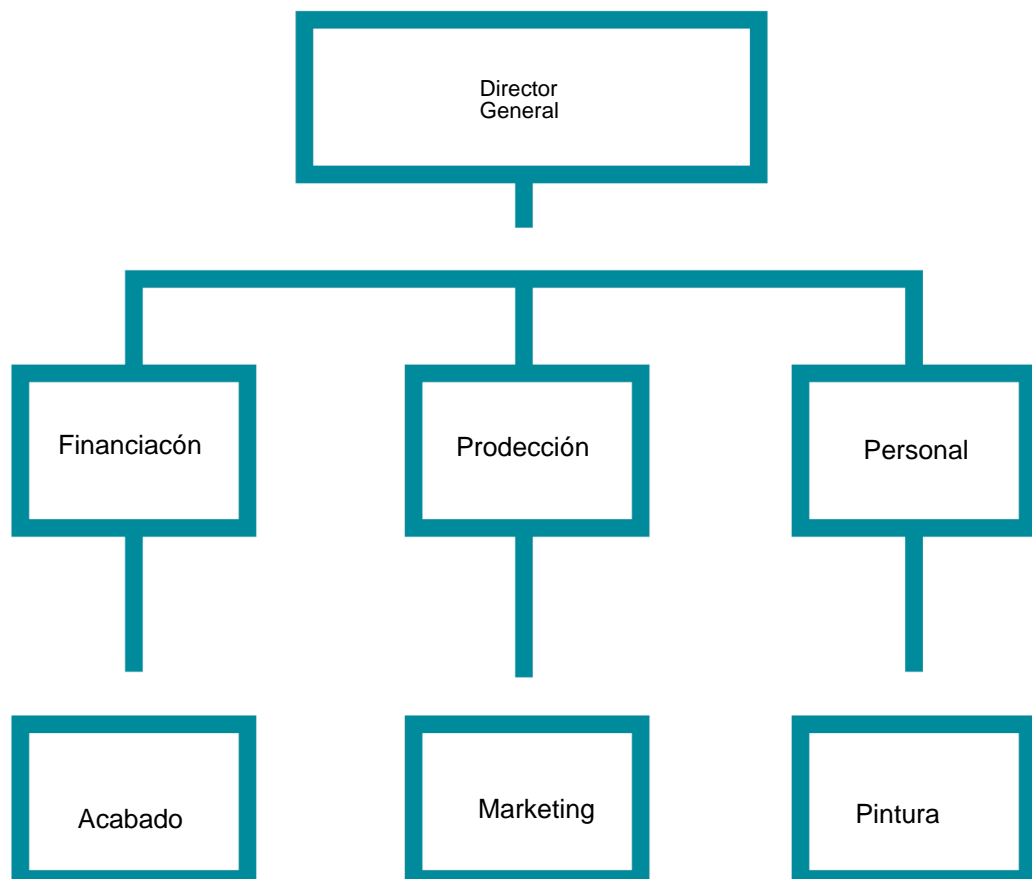 Director
General
Financiacón
Prodección
Personal
Acabado
Marketing
Pintura